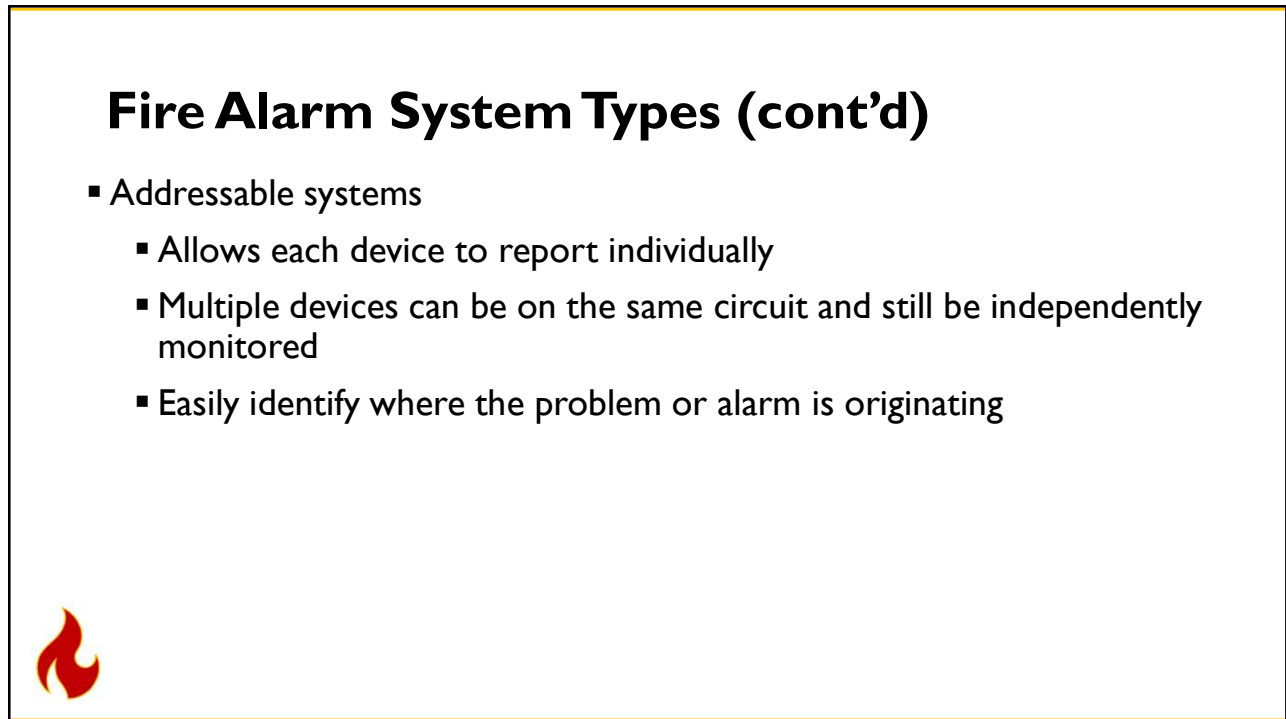 Fire Alarm System Types (cont’d)
▪ Addressable systems
▪ Allows each device to report individually
▪ Multiple devices can be on the same circuit and still be independently
monitored
▪ Easily identify where the problem or alarm is originating